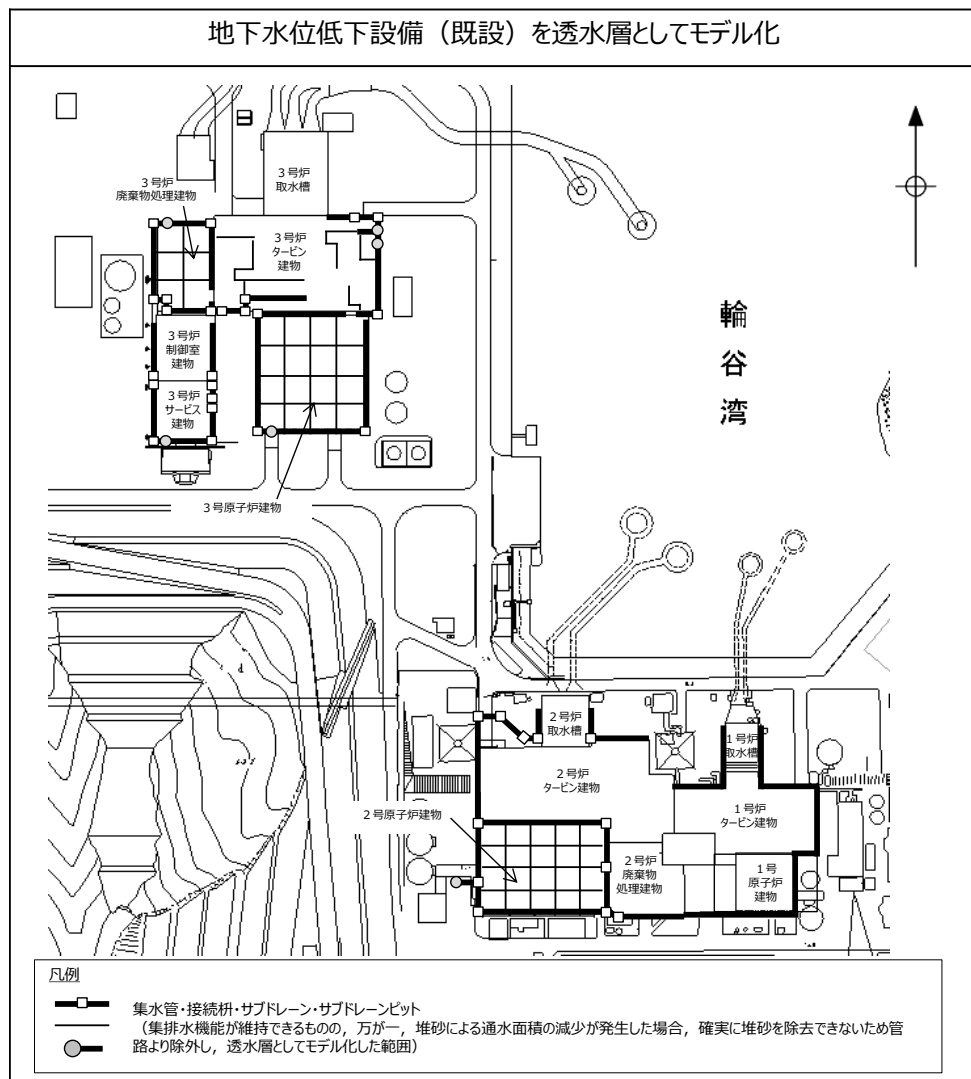 地下水位低下設備（既設）を透水層としてモデル化
３号炉
廃棄物処理建物
３号炉
取水槽
３号炉
タービン
建物
３号炉
制御室
建物
３号炉
サービス
建物
３号原子炉建物
輪
谷
湾
２号炉
取水槽
１号炉
取水槽
２号炉
タービン建物
１号炉
タービン建物
２号原子炉建物
２号炉
廃棄物
処理建物
１号
原子炉
建物
凡例
集水管・接続桝・サブドレーン・サブドレーンピット
（集排水機能が維持できるものの，万が一，堆砂による通水面積の減少が発生した場合，確実に堆砂を除去できないため管
路より除外し，透水層としてモデル化した範囲）